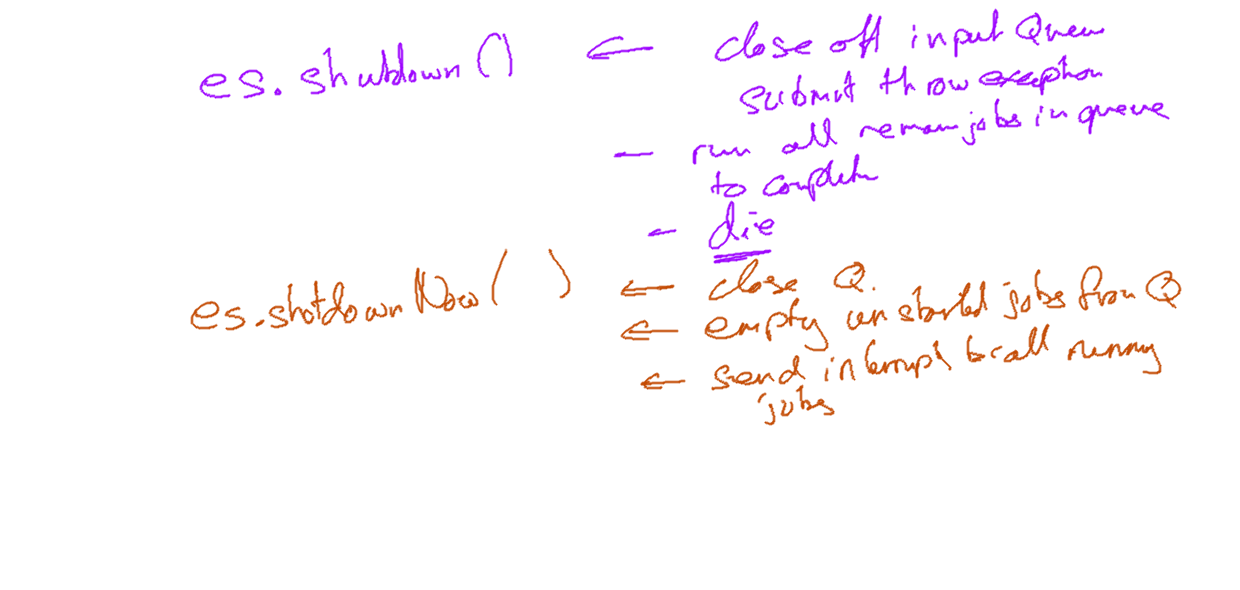 es. shutdown () ← close off input Queue
submit throw exception
– run all remain jobs in queue
to complete
- die
es.shotdownNow ( ) ← close Q.
← empty unstarted jobs from Q
← send interrupt to all running
jobs